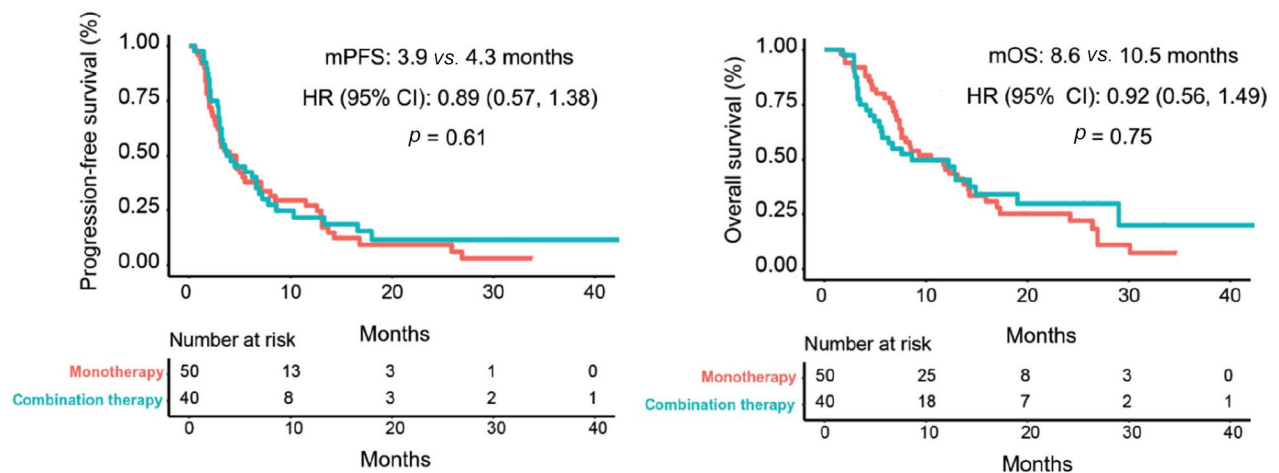 Progression-free survival (%)
1.00
0.75
0.50
0.25
0.00
mPFS: 3.9 vs. 4.3 months
HR (95% CI): 0.89 (0.57, 1.38)
p = 0.61
0 10 20 30 40
Months
Number at risk
Monotherapy 50 13 3 1 0
Combination therapy 40 8 3 2 1
0 10 20 30 40
Months
Overall survival (%)
1.00
0.75
0.50
0.25
0.00
mOS: 8.6 vs. 10.5 months
HR (95% CI): 0.92 (0.56, 1.49)
p = 0.75
0 10 20 30 40
Months
Number at risk
Monotherapy 50 25 8 3 0
Combination therapy 40 18 7 2 1
0 10 20 30 40
Months